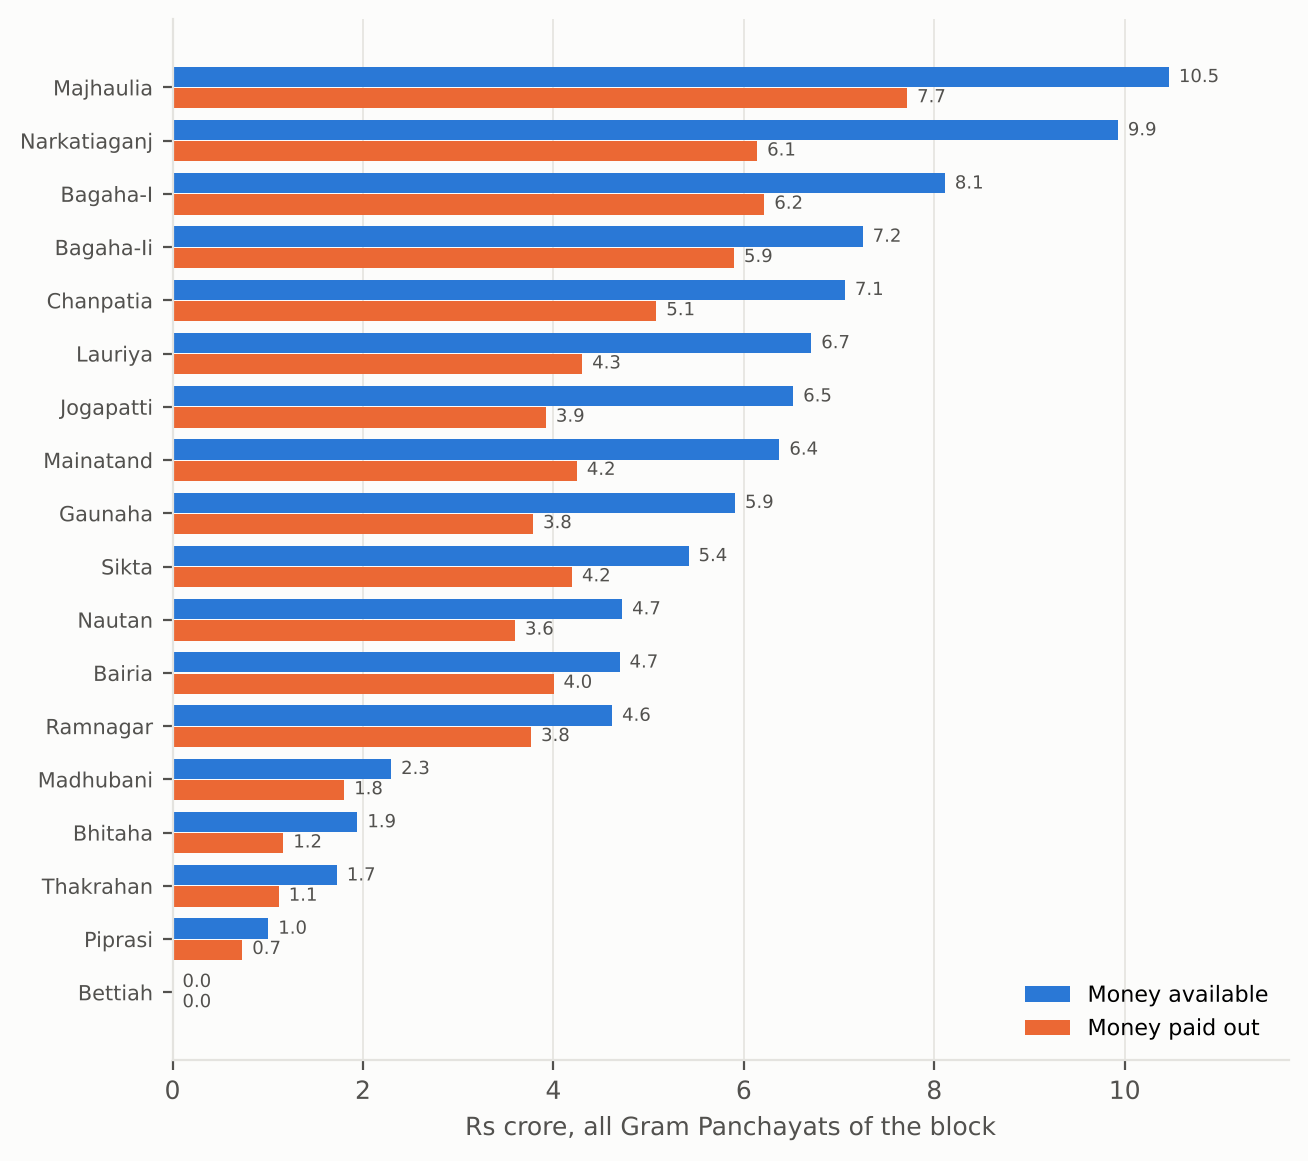 Majhaulia 10.5
7.7
Narkatiaganj 9.9
6.1
Bagaha-I 8.1
6.2
Bagaha-Ii 7.2
5.9
Chanpatia 7.1
5.1
Lauriya 6.7
4.3
Jogapatti 6.5
3.9
Mainatand 6.4
4.2
Gaunaha 5.9
3.8
Sikta 5.4
4.2
Nautan 4.7
3.6
Bairia 4.7
4.0
Ramnagar 4.6
3.8
Madhubani 2.3
1.8
Bhitaha 1.9
1.2
Thakrahan 1.7
1.1
Piprasi 1.0
0.7
Bettiah 0.0
0.0
Money available
Money paid out
0 2 4 6 8 10
Rs crore, all Gram Panchayats of the block